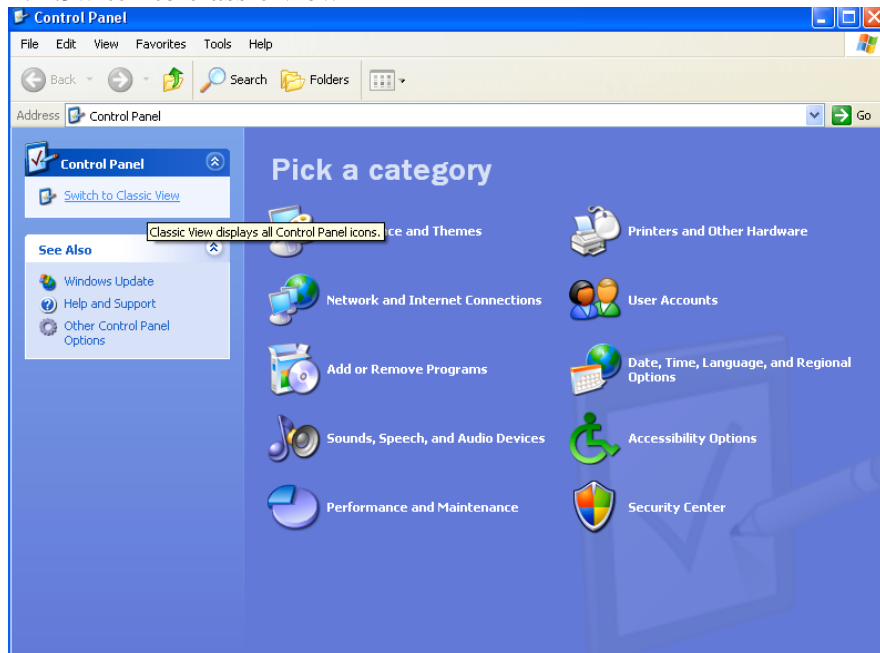 Control Panel
File Edit View Favorites Tools Help
Back Search Folders
Address Control Panel Go
Control Panel
Switch to Classic View
Classic View displays all Control Panel icons.
See Also
Windows Update
Help and Support
Other Control Panel
Options
Pick a category
ce and Themes
Printers and Other Hardware
Network and Internet Connections
User Accounts
Add or Remove Programs
Date, Time, Language, and Regional
Options
Sounds, Speech, and Audio Devices
Accessibility Options
Performance and Maintenance
Security Center